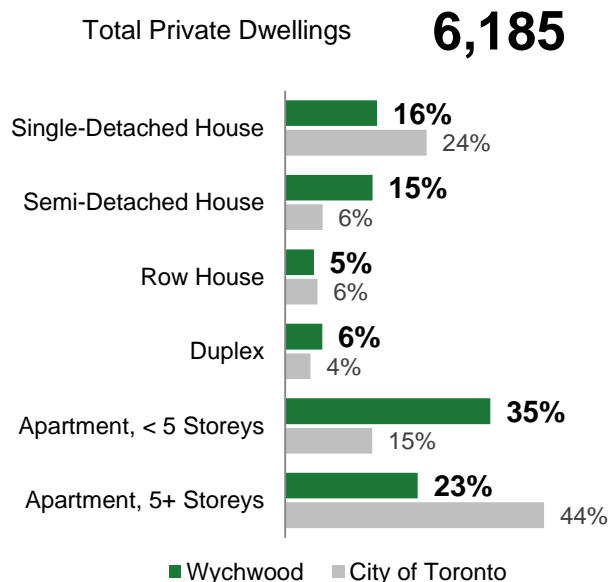 Total Private Dwellings 6,185
Single-Detached House 16%
24%
Semi-Detached House 15%
6%
Row House 5%
6%
Duplex 6%
4%
Apartment, < 5 Storeys 35%
15%
Apartment, 5+ Storeys 23%
44%
Wychwood City of Toronto